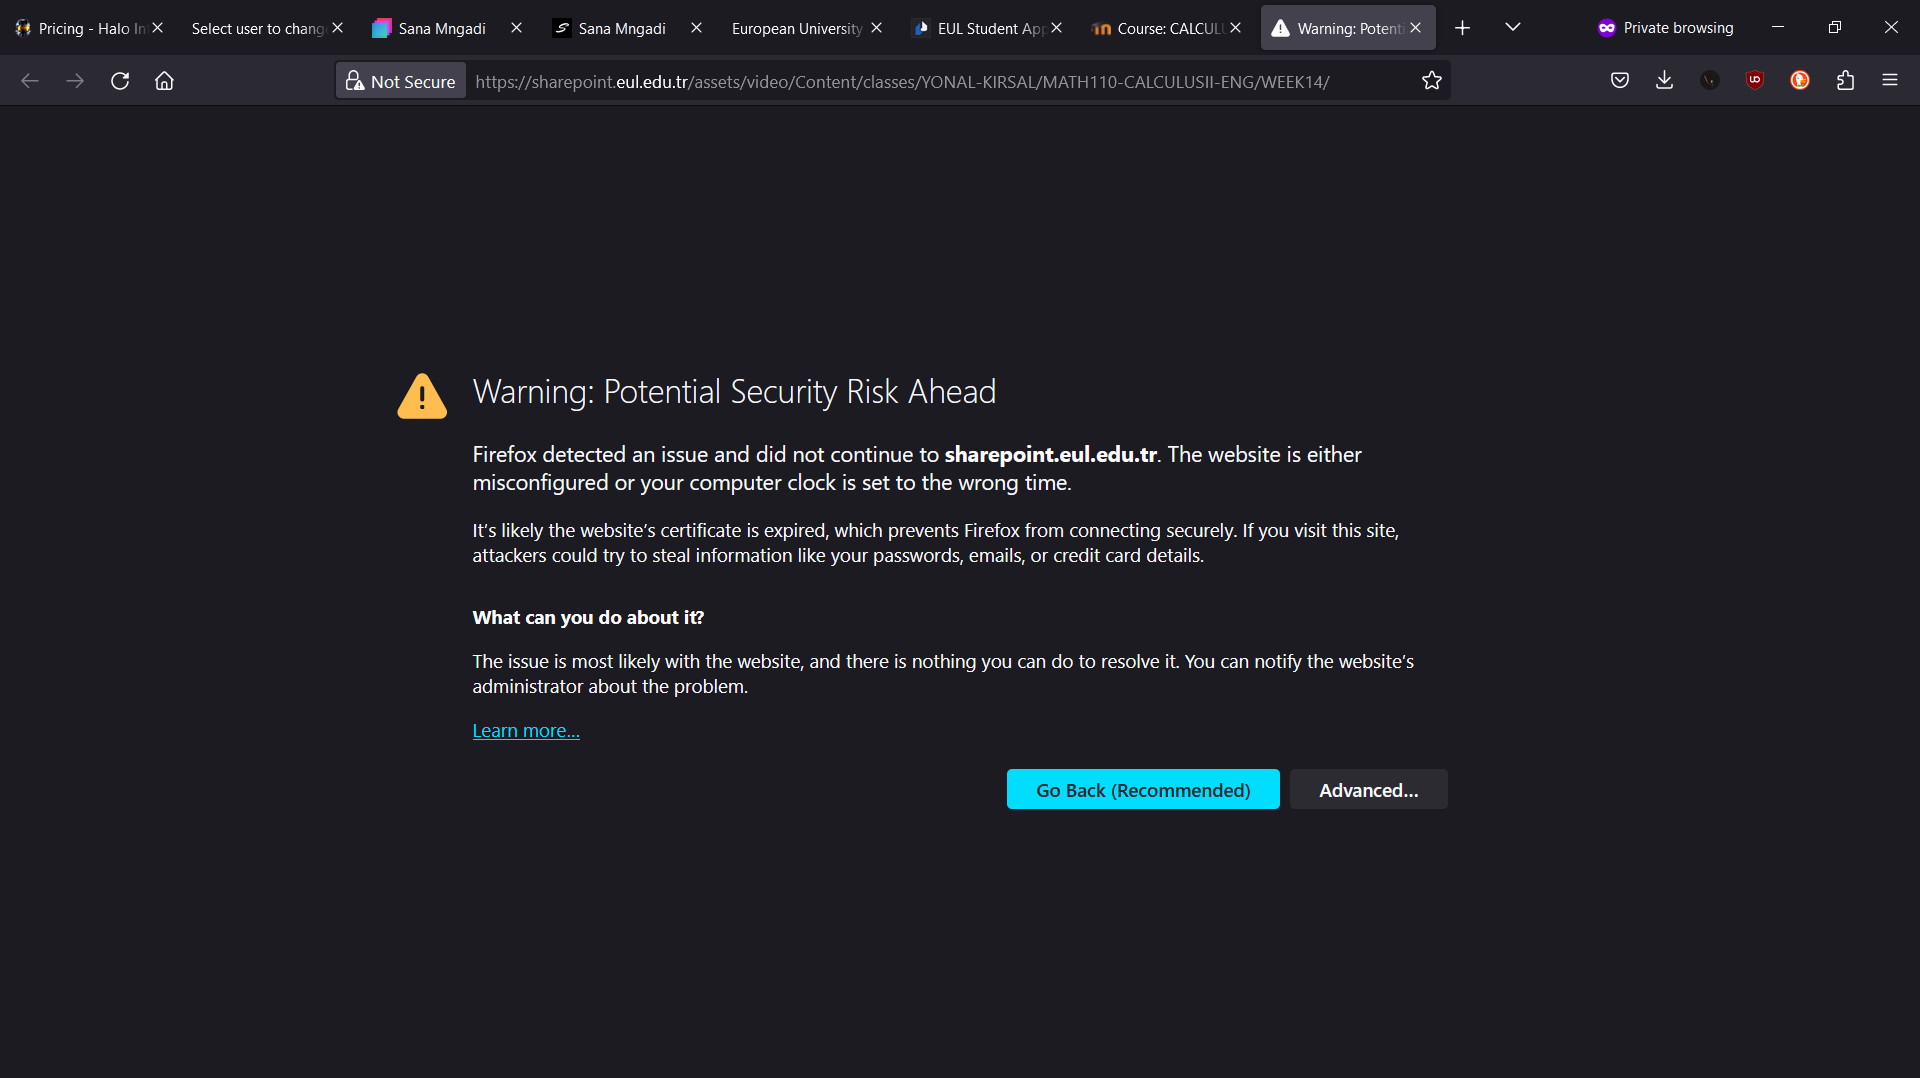 Pricing - Halo In
Select user to chang
Sana Mngadi
Sana Mngadi
European University
EUL Student App
Course: CALCUL
Warning: Potenti
Private browsing
Not Secure
https://sharepoint.eul.edu.tr/assets/video/Content/classes/YONAL-KIRSAL/MATH110-CALCULUSII-ENG/WEEK14/
Warning: Potential Security Risk Ahead
Firefox detected an issue and did not continue to sharepoint.eul.edu.tr. The website is either
misconfigured or your computer clock is set to the wrong time.
It’s likely the website’s certificate is expired, which prevents Firefox from connecting securely. If you visit this site,
attackers could try to steal information like your passwords, emails, or credit card details.
What can you do about it?
The issue is most likely with the website, and there is nothing you can do to resolve it. You can notify the website’s
administrator about the problem.
Learn more…
Go Back (Recommended)
Advanced…